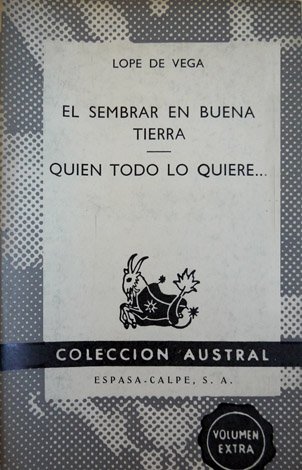 LOPE DE VEGA
EL SEMBRAR EN BUENA
TIERRA
QUIEN TODO LO QUIERE...
COLECCION AUSTRAL
ESPASA-CALPE, S. A.
VOLUMEN
EXTRA